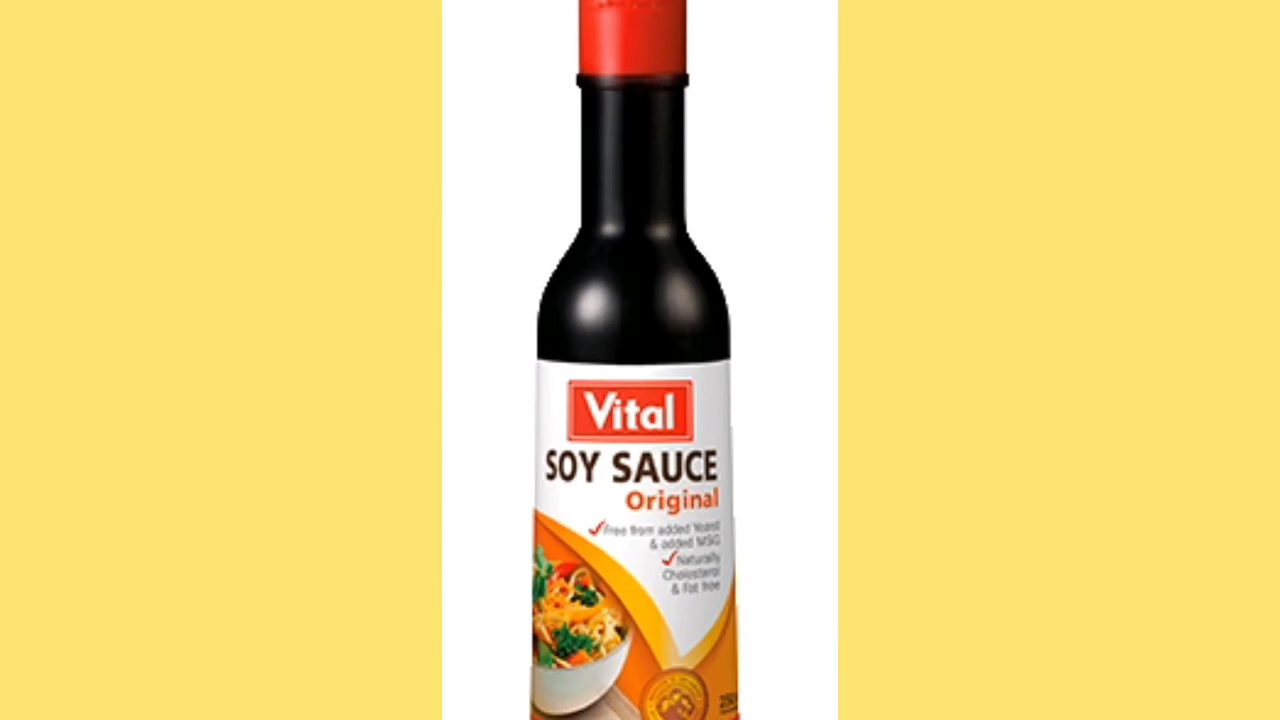 Vital
SOY SAUCE
Original
Free from added Yeast
& added MSG
Naturally
Cholesterol
& Fat free